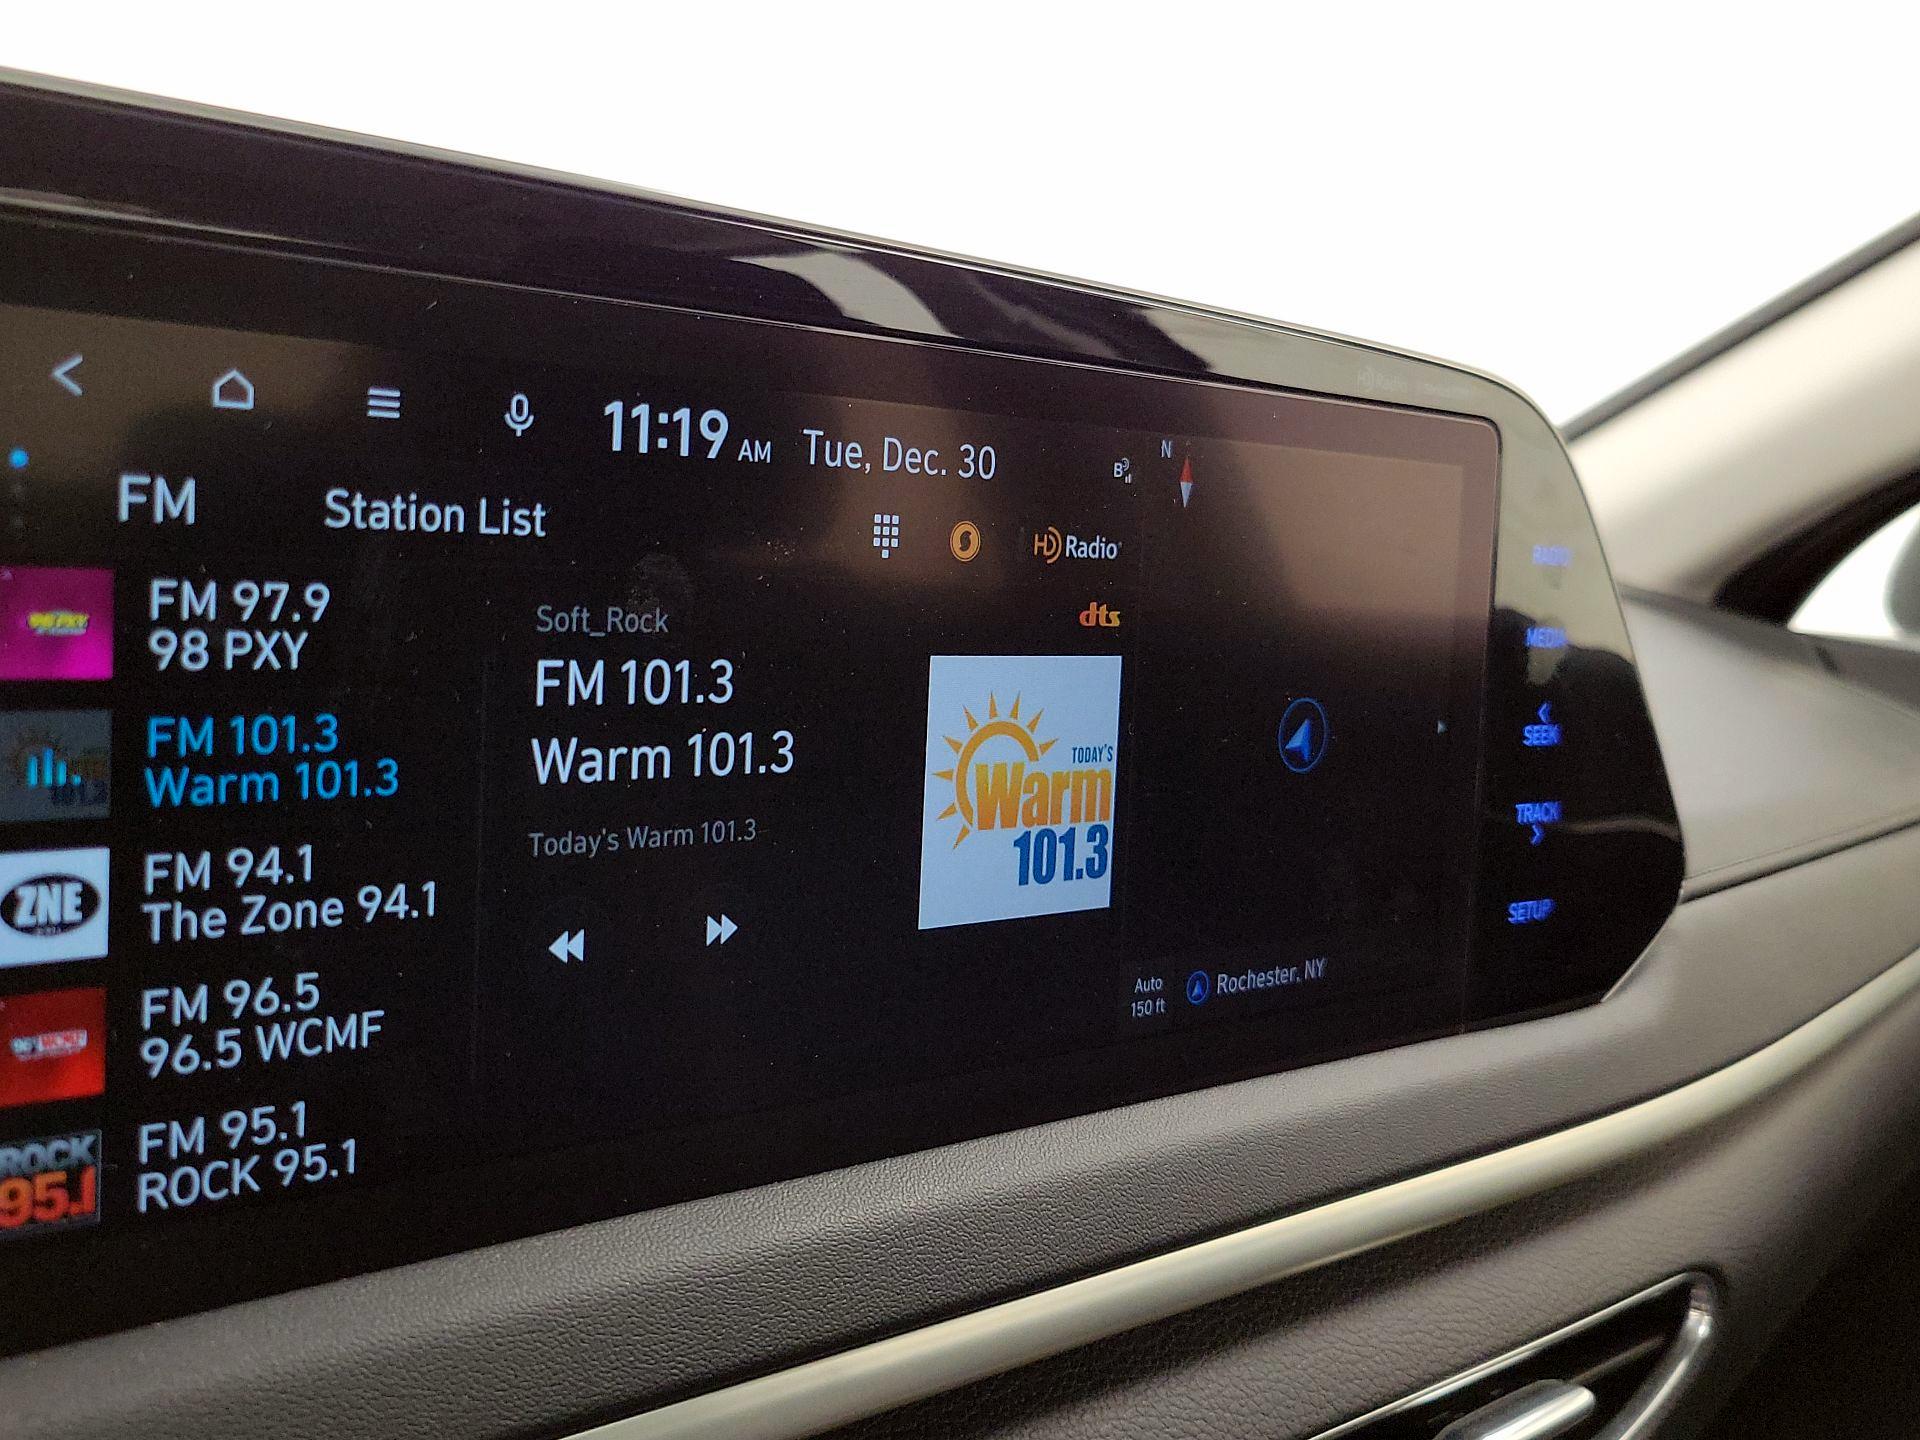 11:19 AM Tue, Dec. 30
N
FM Station List
HD Radio
FM 97.9
98 PXY
FM 101.3
Warm 101.3
ZNE
FM 94.1
The Zone 94.1
FM 96.5
96.5 WCMF
ROCK
95.1
FM 95.1
ROCK 95.1
Soft_Rock
dts
FM 101.3
Warm 101.3
Today's Warm 101.3
TODAY'S
Warm
101.3
Auto
150 ft
Rochester, NY
RADIO
MEDIA
< SEEK
TRACK >
SETUP